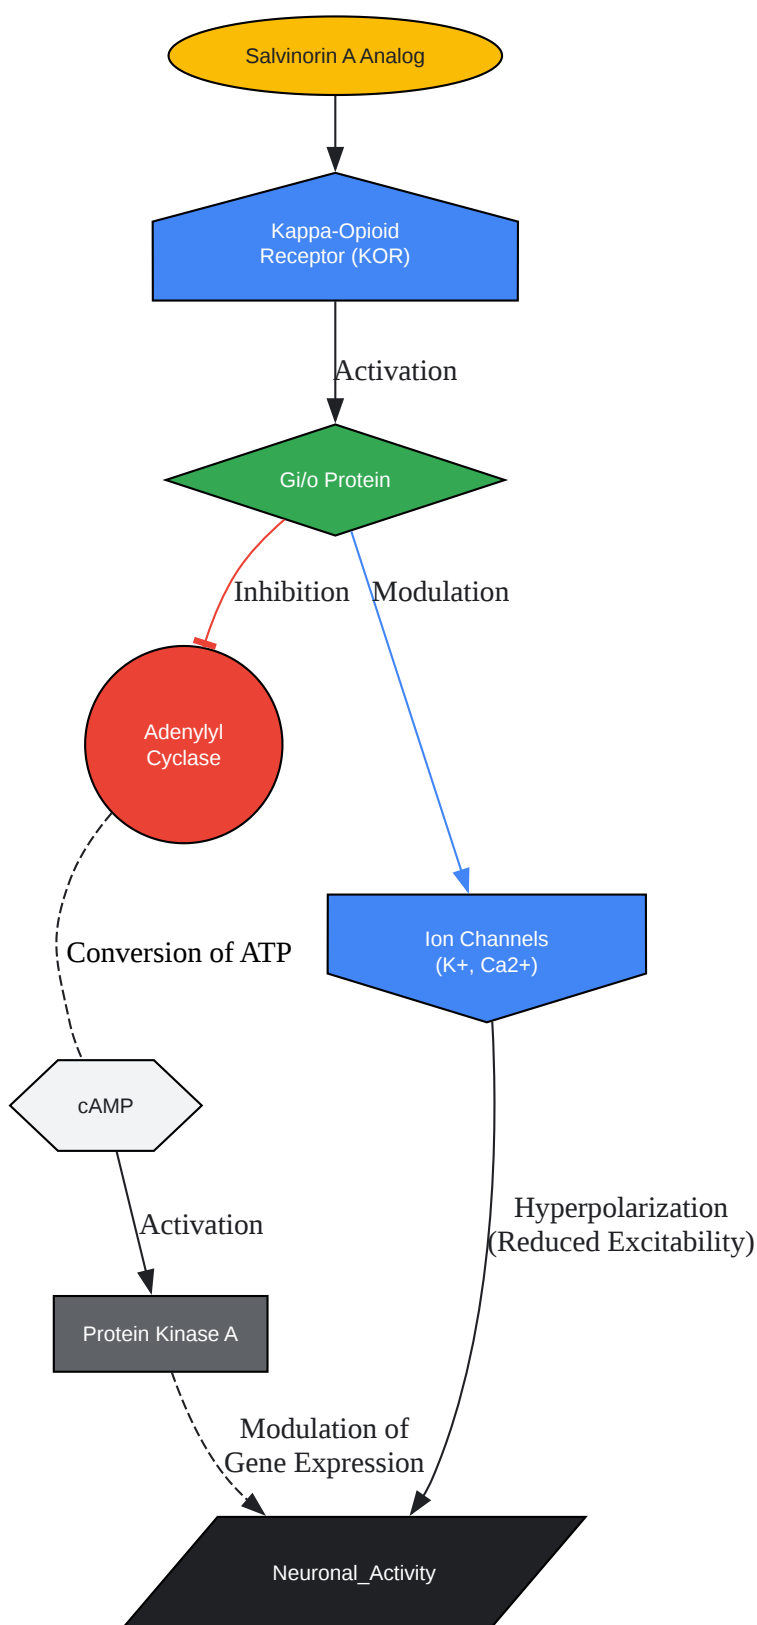 Salvinorin A Analog
Kappa-Opioid
Receptor (KOR)
Activation
Gi/o Protein
Inhibition
Modulation
Adenylyl
Cyclase
Ion Channels
(K+, Ca2+)
Conversion of ATP
cAMP
Hyperpolarization
(Reduced Excitability)
Activation
Protein Kinase A
Modulation of
Gene Expression
Neuronal_Activity